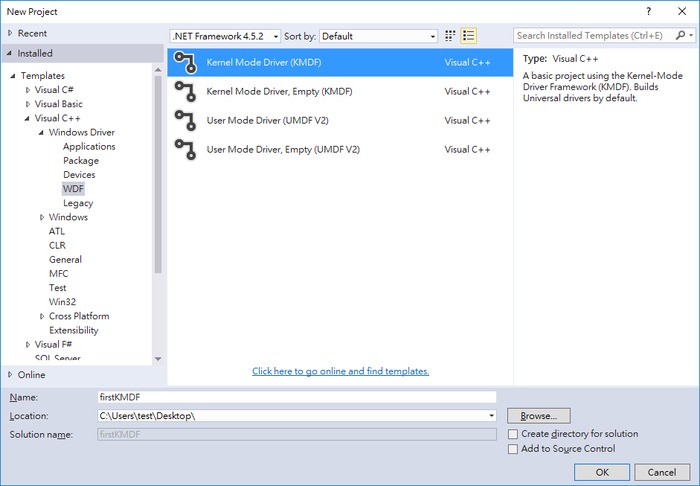 New Project
? X
Recent
.NET Framework 4.5.2
Sort by: Default
Search Installed Templates (Ctrl+E)
Installed
Templates
Visual C#
Visual Basic
Visual C++
Windows Driver
Applications
Package
Devices
WDF
Legacy
Windows
ATL
CLR
General
MFC
Test
Win32
Cross Platform
Extensibility
Visual F#
SQL Server
Online
Kernel Mode Driver (KMDF) Visual C++
Kernel Mode Driver, Empty (KMDF) Visual C++
User Mode Driver (UMDF V2) Visual C++
User Mode Driver, Empty (UMDF V2) Visual C++
Click here to go online and find templates.
Type: Visual C++
A basic project using the Kernel-Mode
Driver Framework (KMDF). Builds
Universal drivers by default.
Name: firstKMDF
Location: C:\Users\test\Desktop\
Browse...
Solution name: firstKMDF
Create directory for solution
Add to Source Control
OK Cancel